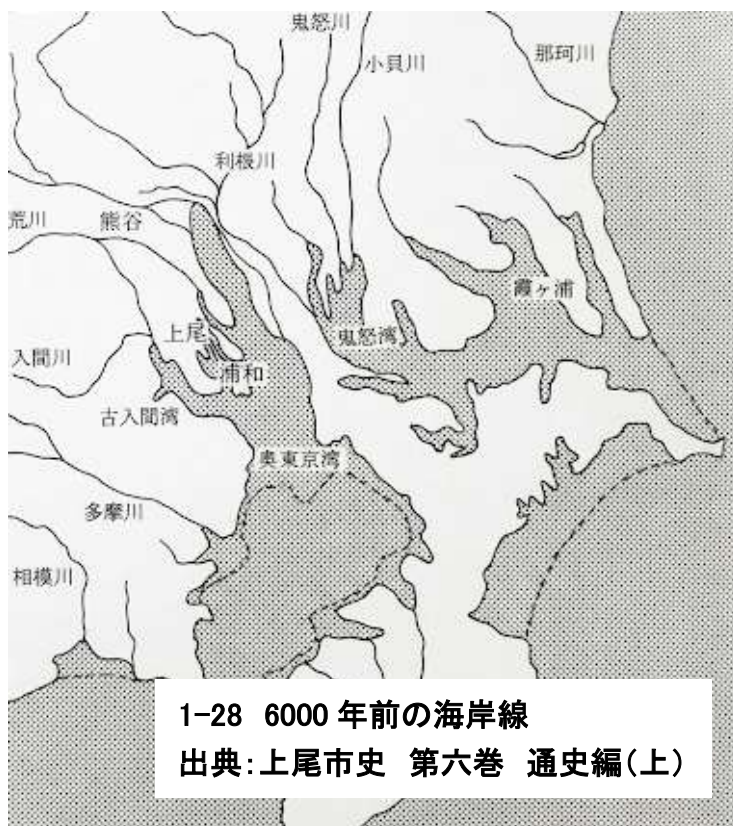 鬼怒川
小貝川
那珂川
利根川
荒川
熊谷
霞ヶ浦
上尾
鬼怒湾
入間川
浦和
古入間湾
奥東京湾
多摩川
相模川
1-28 6000年前の海岸線
出典:上尾市史 第六巻 通史編(上)